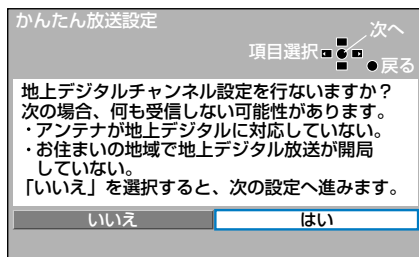 かんたん放送設定
次へ
項目選択
戻る
地上デジタルチャンネル設定を行ないますか？
次の場合、何も受信しない可能性があります。
・アンテナが地上デジタルに対応していない。
・お住まいの地域で地上デジタル放送が開局
していない。
「いいえ」を選択すると、次の設定へ進みます。
いいえ
はい